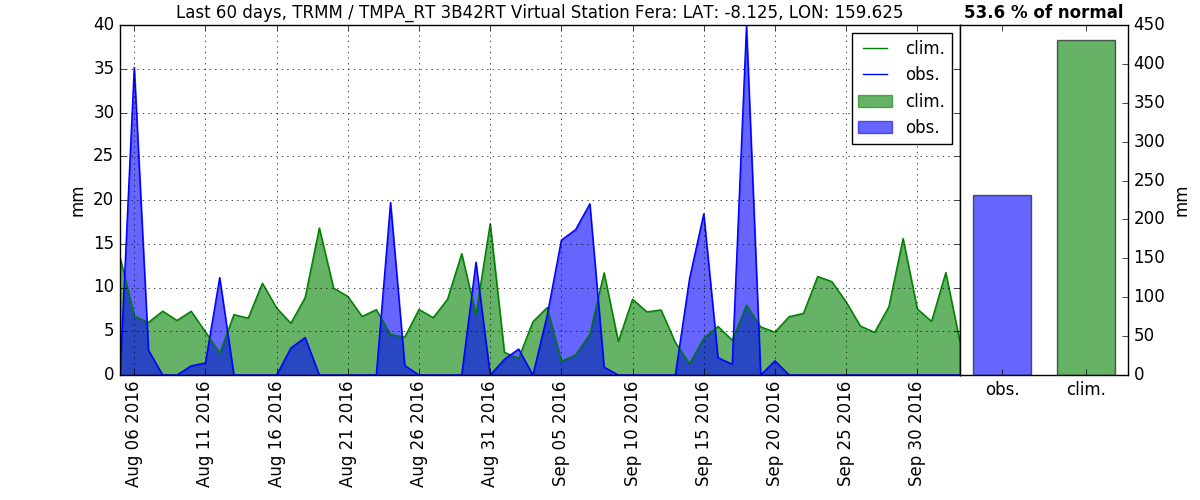 Last 60 days, TRMM / TMPA_RT 3B42RT Virtual Station Fera: LAT: -8.125, LON: 159.625
53.6 % of normal
40
35
30
25
20
15
10
5
0
mm
clim.
obs.
clim.
obs.
450
400
350
300
250
200
150
100
50
0
mm
Aug 06 2016
Aug 11 2016
Aug 16 2016
Aug 21 2016
Aug 26 2016
Aug 31 2016
Sep 05 2016
Sep 10 2016
Sep 15 2016
Sep 20 2016
Sep 25 2016
Sep 30 2016
obs.
clim.